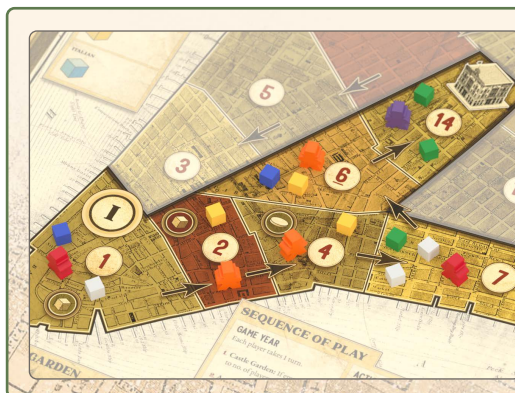 ITALIAN
5
14
3
6
I
1
2
4
7
SEQUENCE OF PLAY
GAME YEAR
Each player takes 1 turn.
1. Castle Garden:
GARDEN